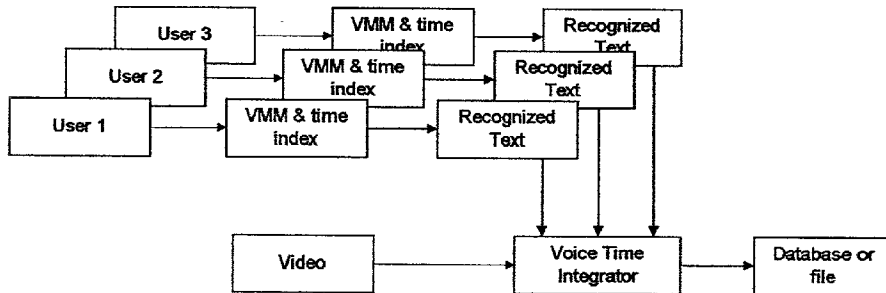 User 3
VMM & time
index
Recognized
Text
User 2
VMM & time
index
Recognized
Text
User 1
VMM & time
index
Recognized
Text
Video
Voice Time
Integrator
Database or
file